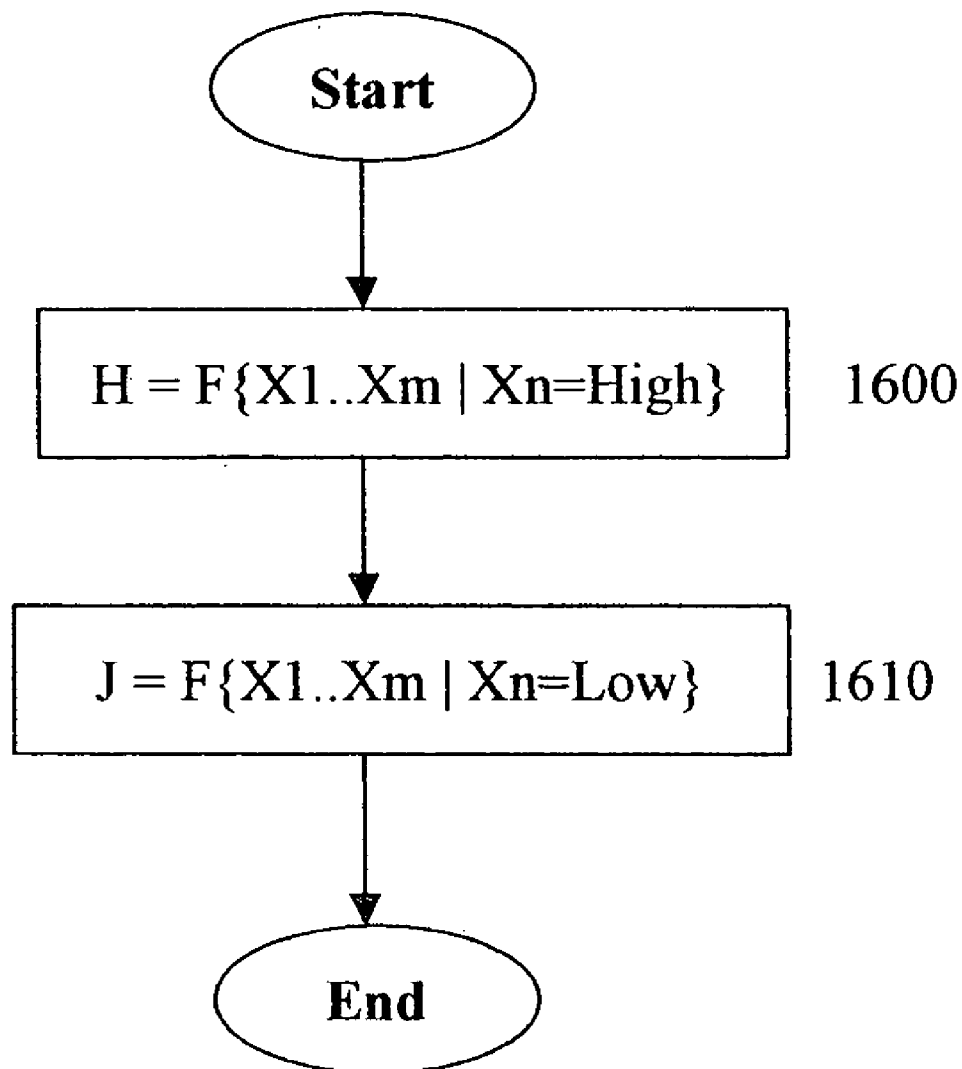 Start
H = F{X1..Xm | Xn=High} 1600
J = F{X1..Xm | Xn=Low} 1610
End